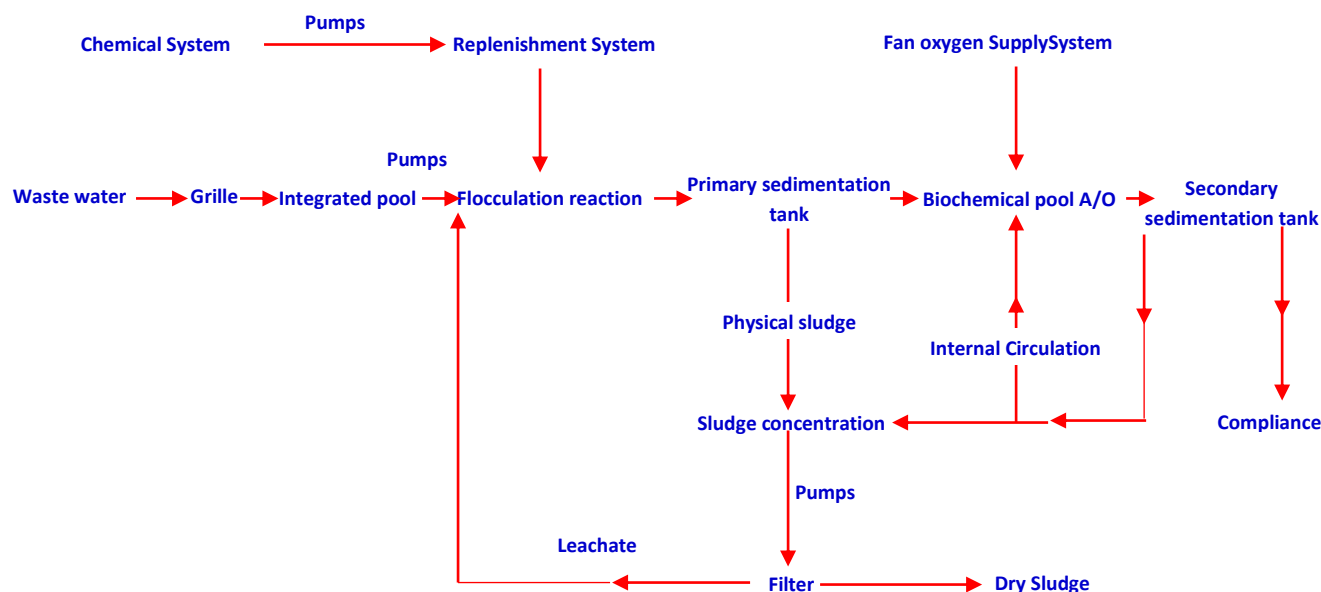 Pumps
Chemical System
Replenishment System
Fan oxygen SupplySystem
Pumps
Waste water
Grille
Integrated pool
Flocculation reaction
Primary sedimentation
tank
Biochemical pool A/O
Secondary
sedimentation tank
Physical sludge
Internal Circulation
Sludge concentration
Compliance
Pumps
Leachate
Filter
Dry Sludge